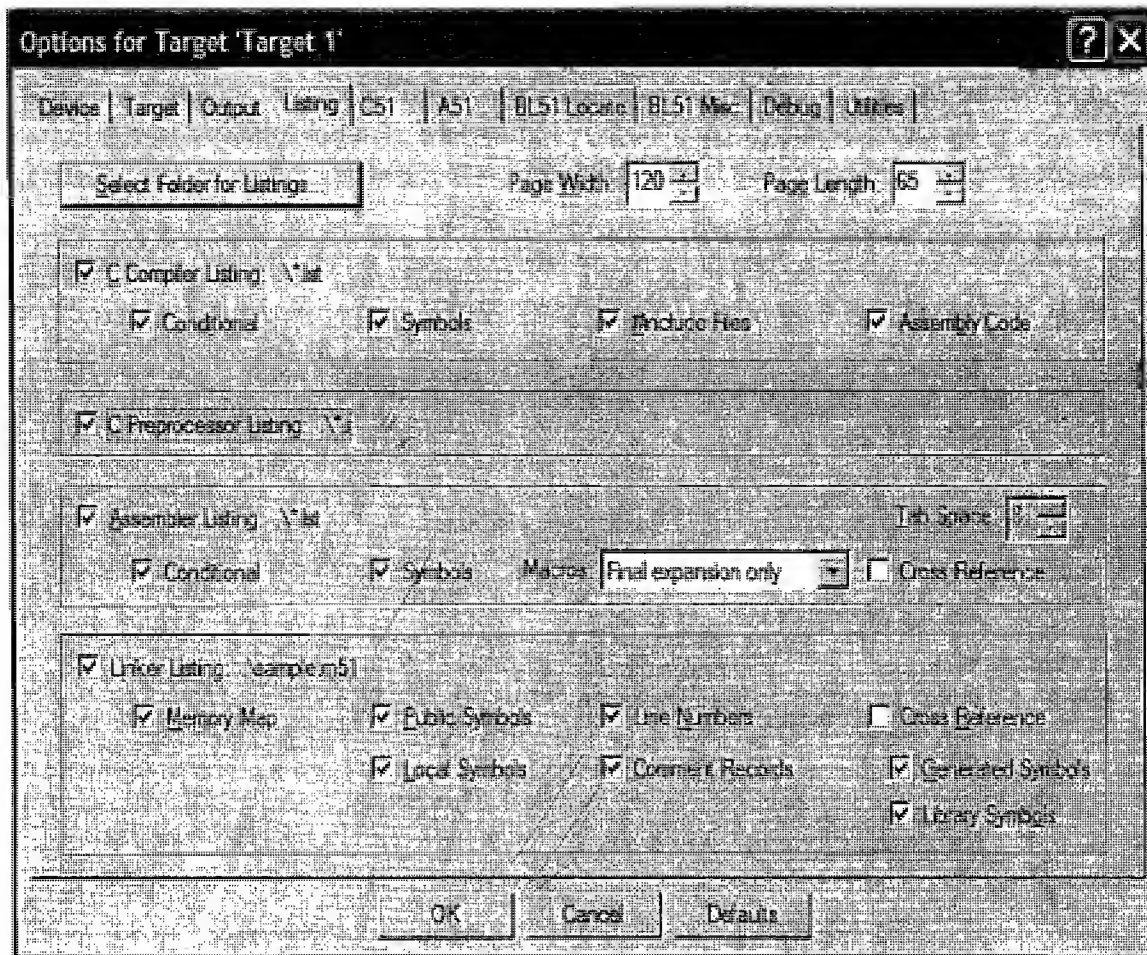 Options for Target 'Target 1'
Device Target Output Listing C51 A51 BL51 Locate BL51 Misc Debug Utilities
Select Folder for Listings... Page Width: 120 Page Length: 65
C Compiler Listing: .\*.lst
Conditional Symbols #include Files Assembly Code
C Preprocessor Listing: .\*.i
Assembler Listing: .\*.lst Tab Space:
Conditional Symbols Macros: Final expansion only Cross Reference
Linker Listing: .\sample.m51
Memory Map Public Symbols Line Numbers Cross Reference
Local Symbols Comment Records Generated Symbols
Library Symbols
OK Cancel Defaults